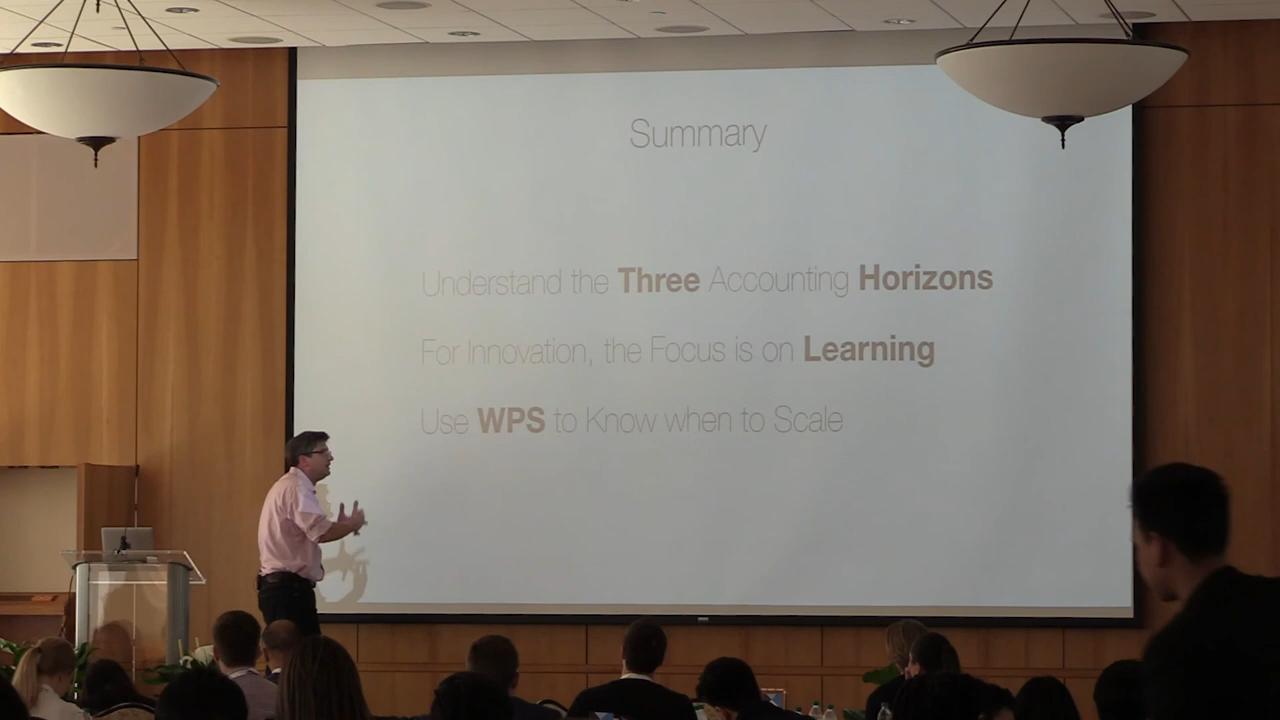 Summary
Understand the Three Accounting Horizons
For Innovation, the Focus is on Learning
Use WPS to Know when to Scale